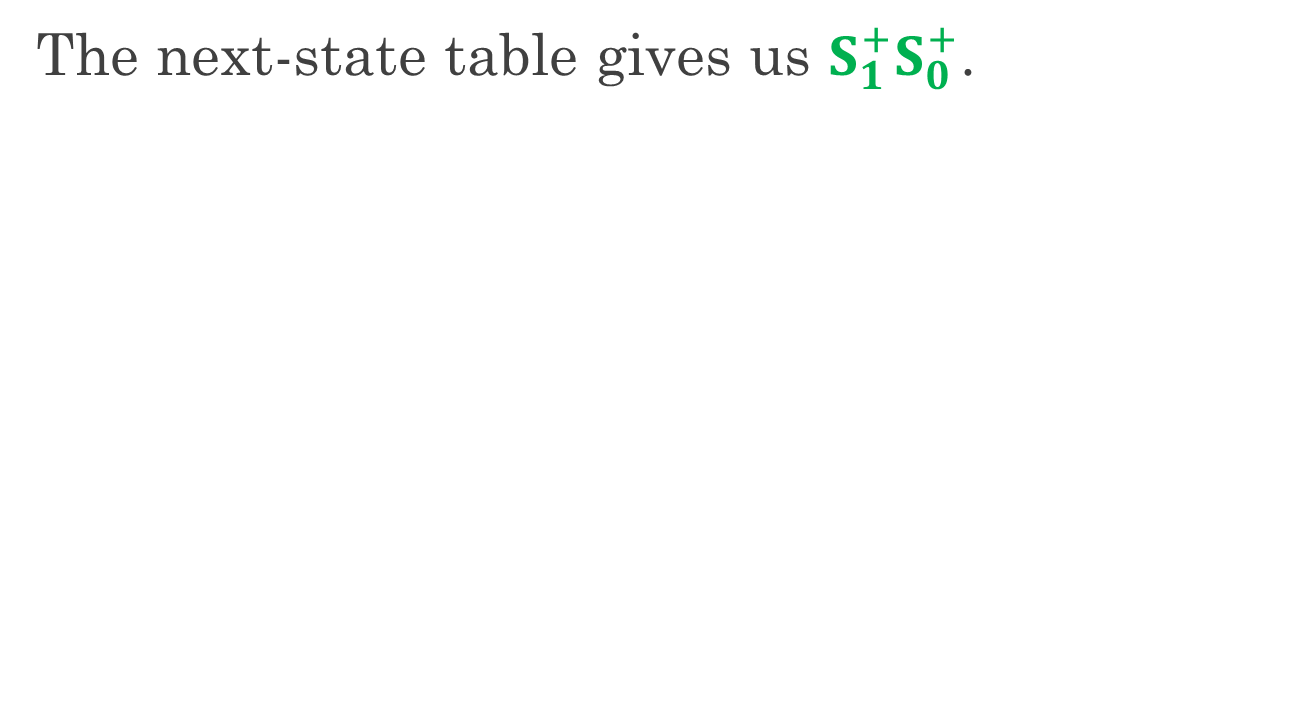 The next-state table gives us S₁⁺S₀⁺.